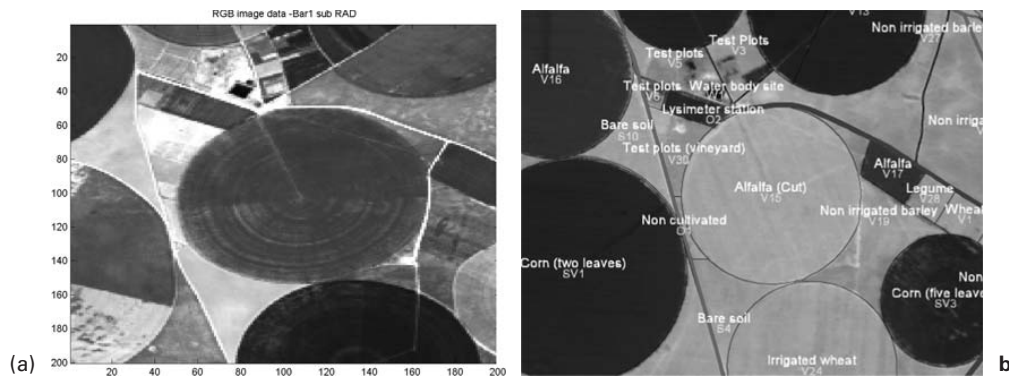 RGB image data -Bar1 sub RAD
20
40
60
80
100
120
140
160
180
200
20 40 60 80 100 120 140 160 180 200
(a)
V13
Non irrigated barley
V27
Test Plots
V3
Test plots
V5
Alfalfa
V16
Test plots
V6
Water body site
Lysimeter station
O2
Bare soil
S10
Non irriga
Test plots (vineyard)
V30
Alfalfa
V17
Alfalfa (Cut)
V15
Legume
V28
Non irrigated barley
V19
Wheat
V1
Non cultivated
O1
Corn (two leaves)
SV1
Non
Corn (five leave
SV3
Bare soil
S4
Irrigated wheat
V24
b